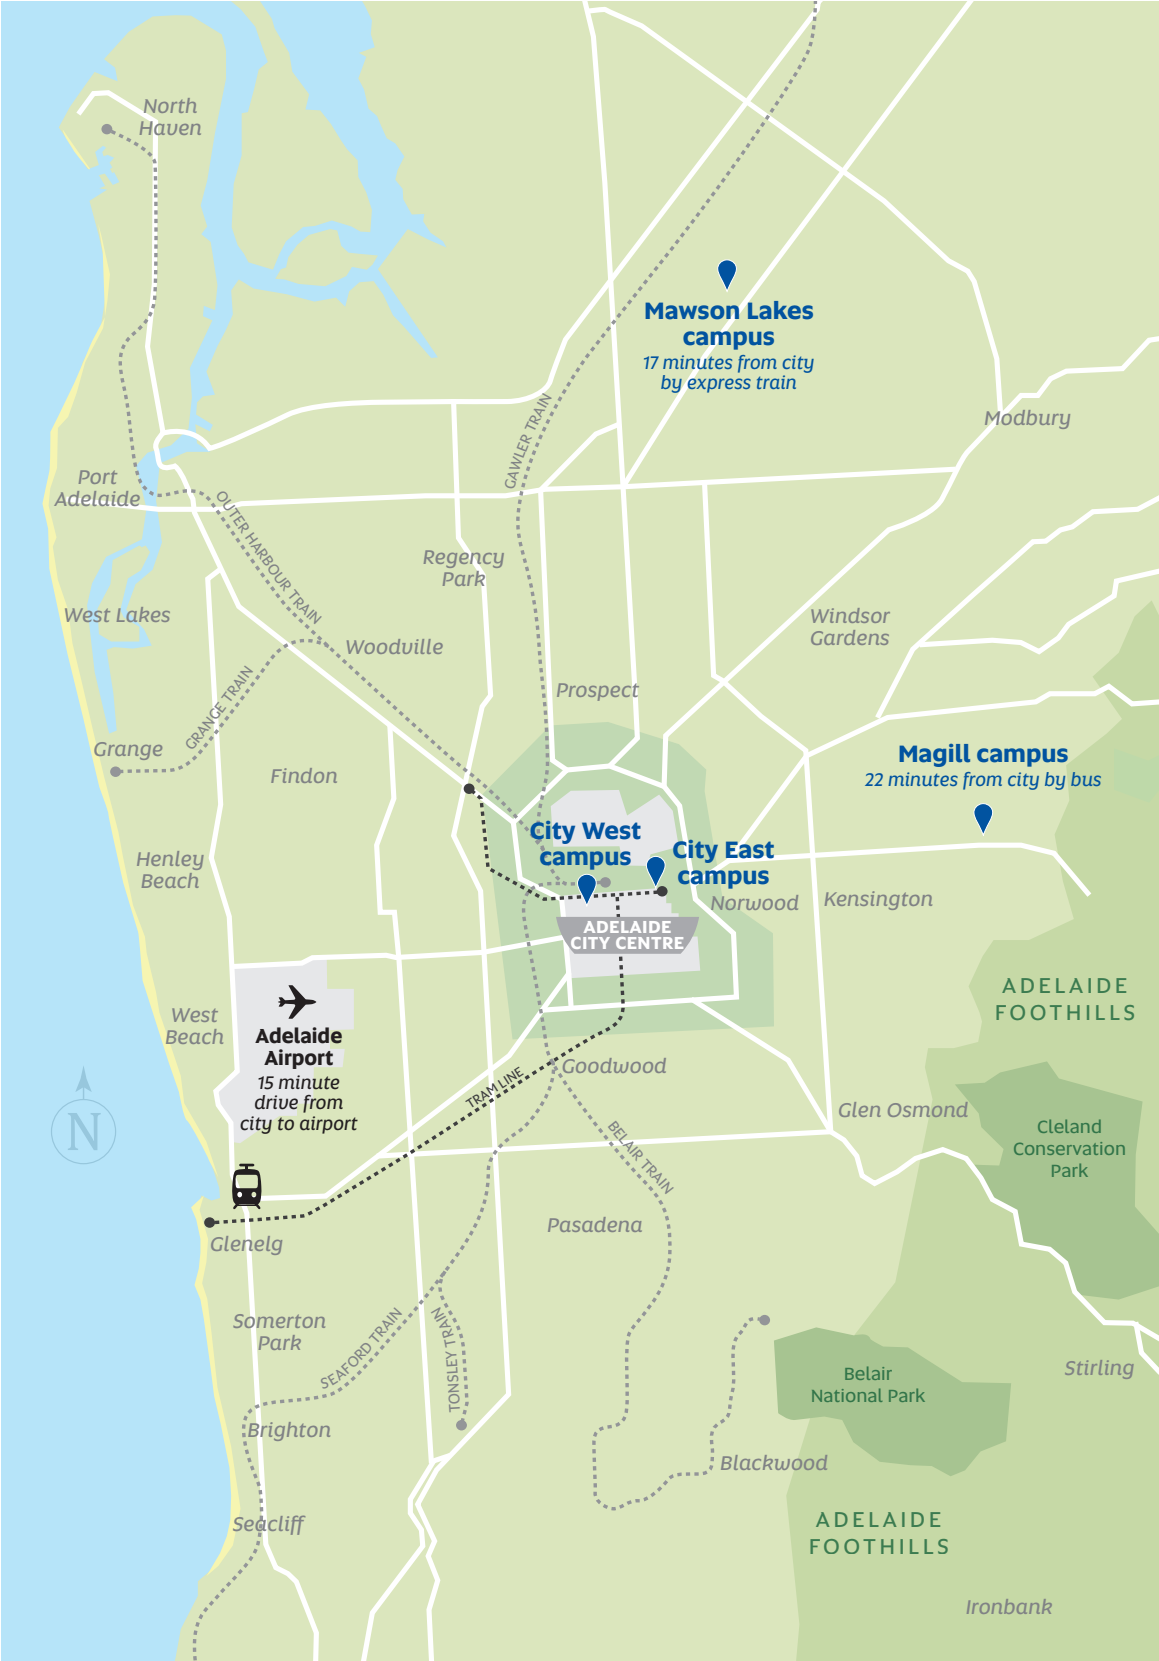 North
Haven
Mawson Lakes
campus
17 minutes from city
by express train
GAWLER TRAIN
Modbury
Port
Adelaide
OUTER HARBOUR TRAIN
Regency
Park
West Lakes
Woodville
Windsor
Gardens
GRANGE TRAIN
Prospect
Grange
Findon
Magill campus
22 minutes from city by bus
City West
campus
City East
campus
Henley
Beach
Norwood
Kensington
ADELAIDE
CITY CENTRE
ADELAIDE
FOOTHILLS
West
Beach
Adelaide
Airport
15 minute
drive from
city to airport
Goodwood
TRAM LINE
N
Glen Osmond
Cleland
Conservation
Park
BELAIR TRAIN
Glenelg
Pasadena
Somerton
Park
SEAFORD TRAIN
TONSLEY TRAIN
Stirling
Belair
National Park
Brighton
Blackwood
Seacliff
ADELAIDE
FOOTHILLS
Ironbank